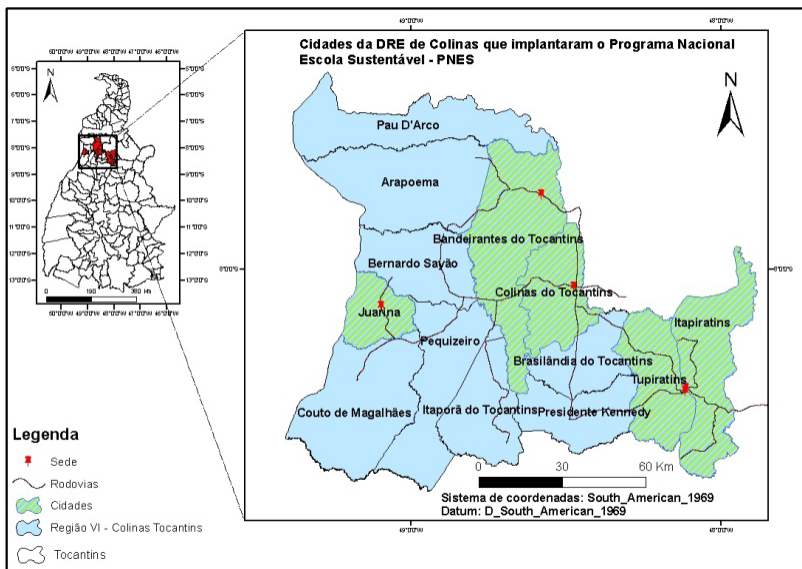 Cidades da DRE de Colinas que implantaram o Programa Nacional
Escola Sustentável - PNES
N
N
Pau D'Arco
Arapoema
Bandeirantes do Tocantins
Bernardo Sayão
Colinas do Tocantins
Juarina
Itapiratins
Pequizeiro
Brasilândia do Tocantins
Tupiratins
Couto de Magalhães
Itaporã do Tocantins
Presidente Kennedy
0 30 60 Km
Sistema de coordenadas: South_American_1969
Datum: D_South_American_1969
Legenda
Sede
Rodovias
Cidades
Região VI - Colinas Tocantins
Tocantins